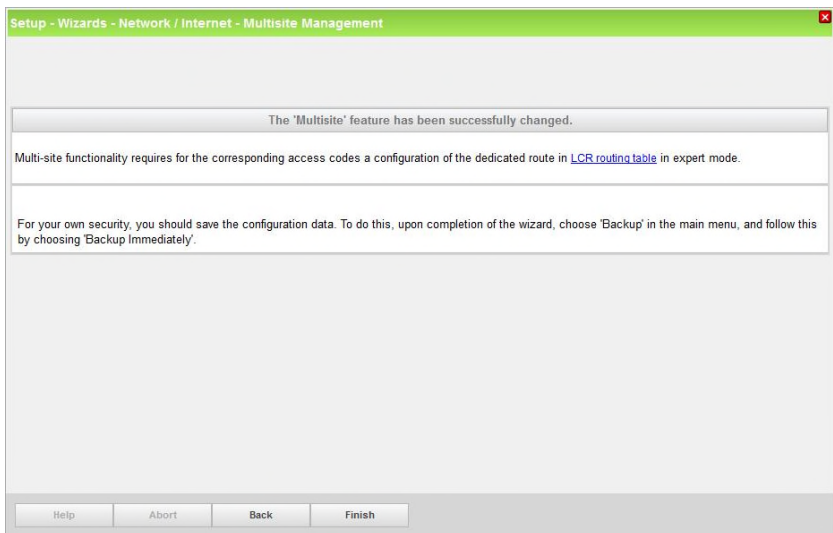 Setup - Wizards - Network / Internet - Multisite Management
The 'Multisite' feature has been successfully changed.
Multi-site functionality requires for the corresponding access codes a configuration of the dedicated route in LCR routing table in expert mode.
For your own security, you should save the configuration data. To do this, upon completion of the wizard, choose 'Backup' in the main menu, and follow this
by choosing 'Backup Immediately'.
Help Abort Back Finish